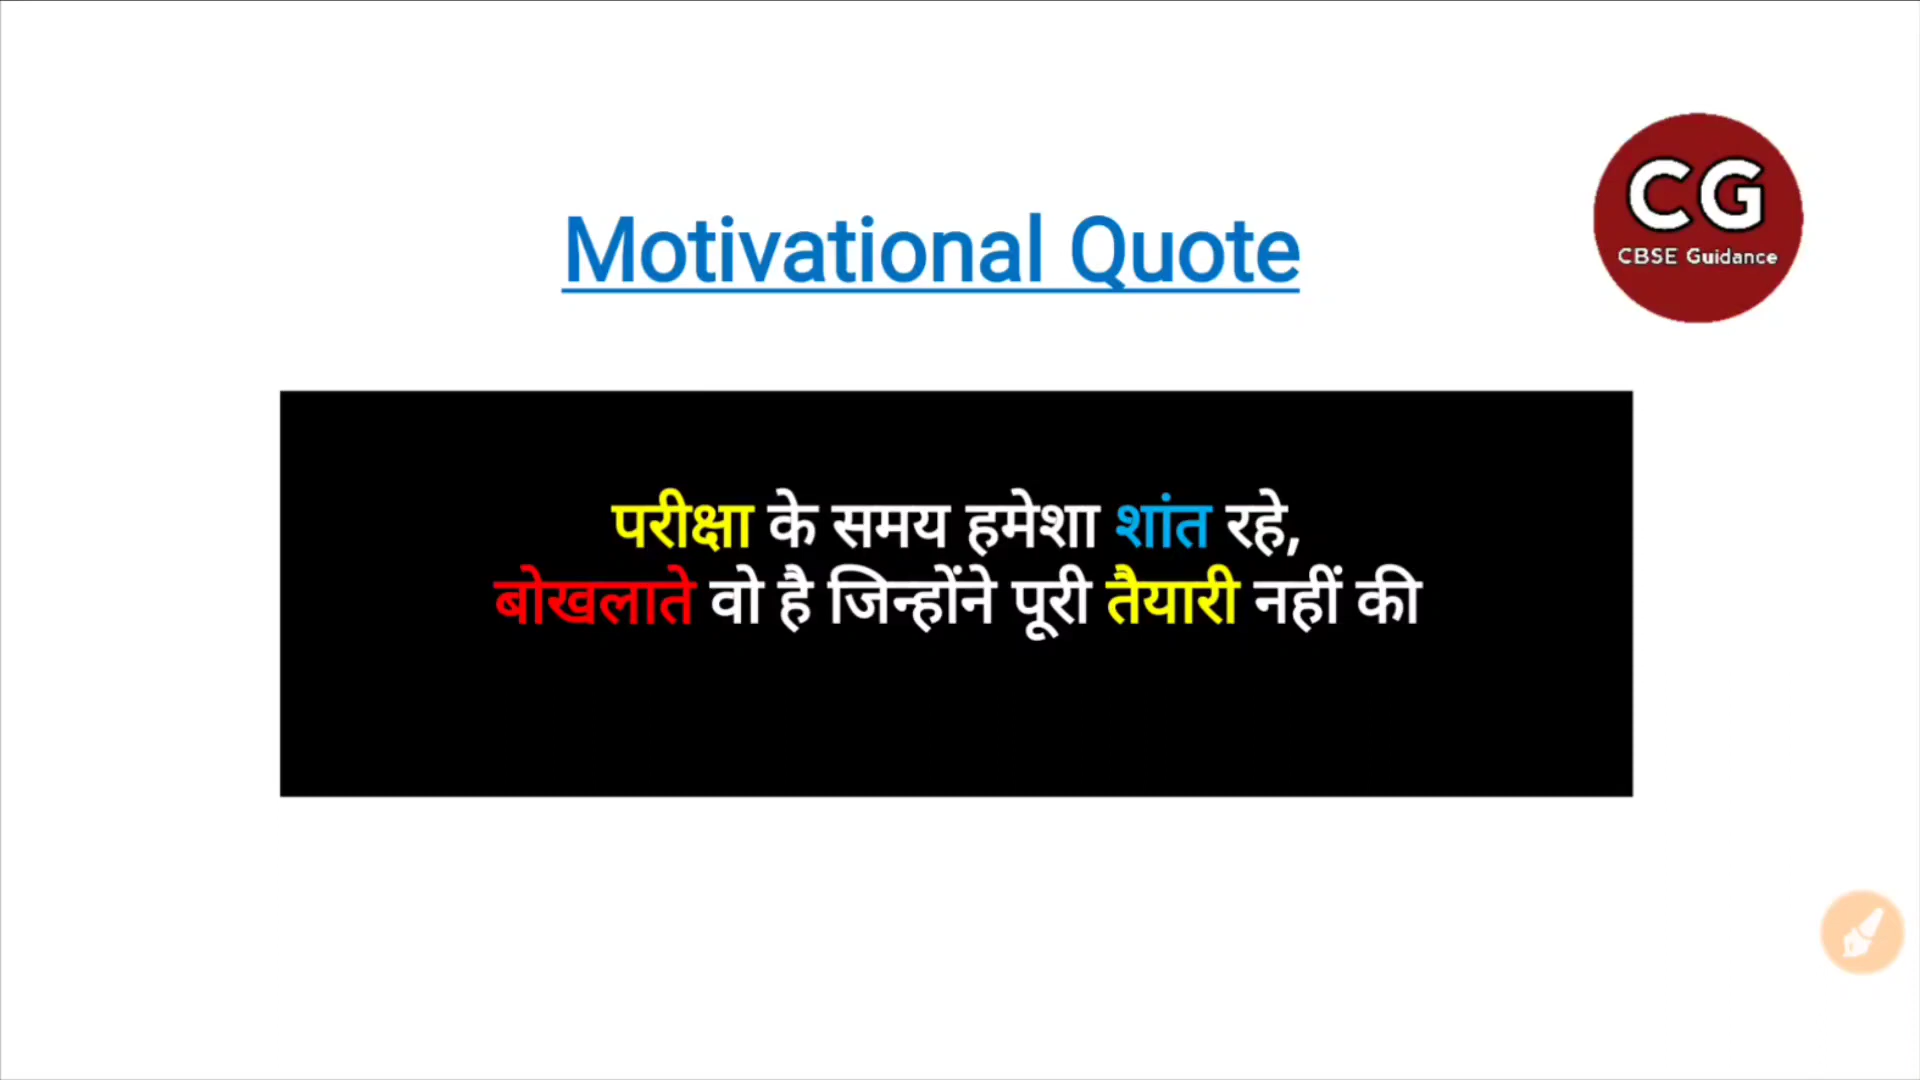 Motivational Quote
CG
CBSE Guidance
परीक्षा के समय हमेशा शांत रहे,
बोखलाते वो है जिन्होंने पूरी तैयारी नहीं की